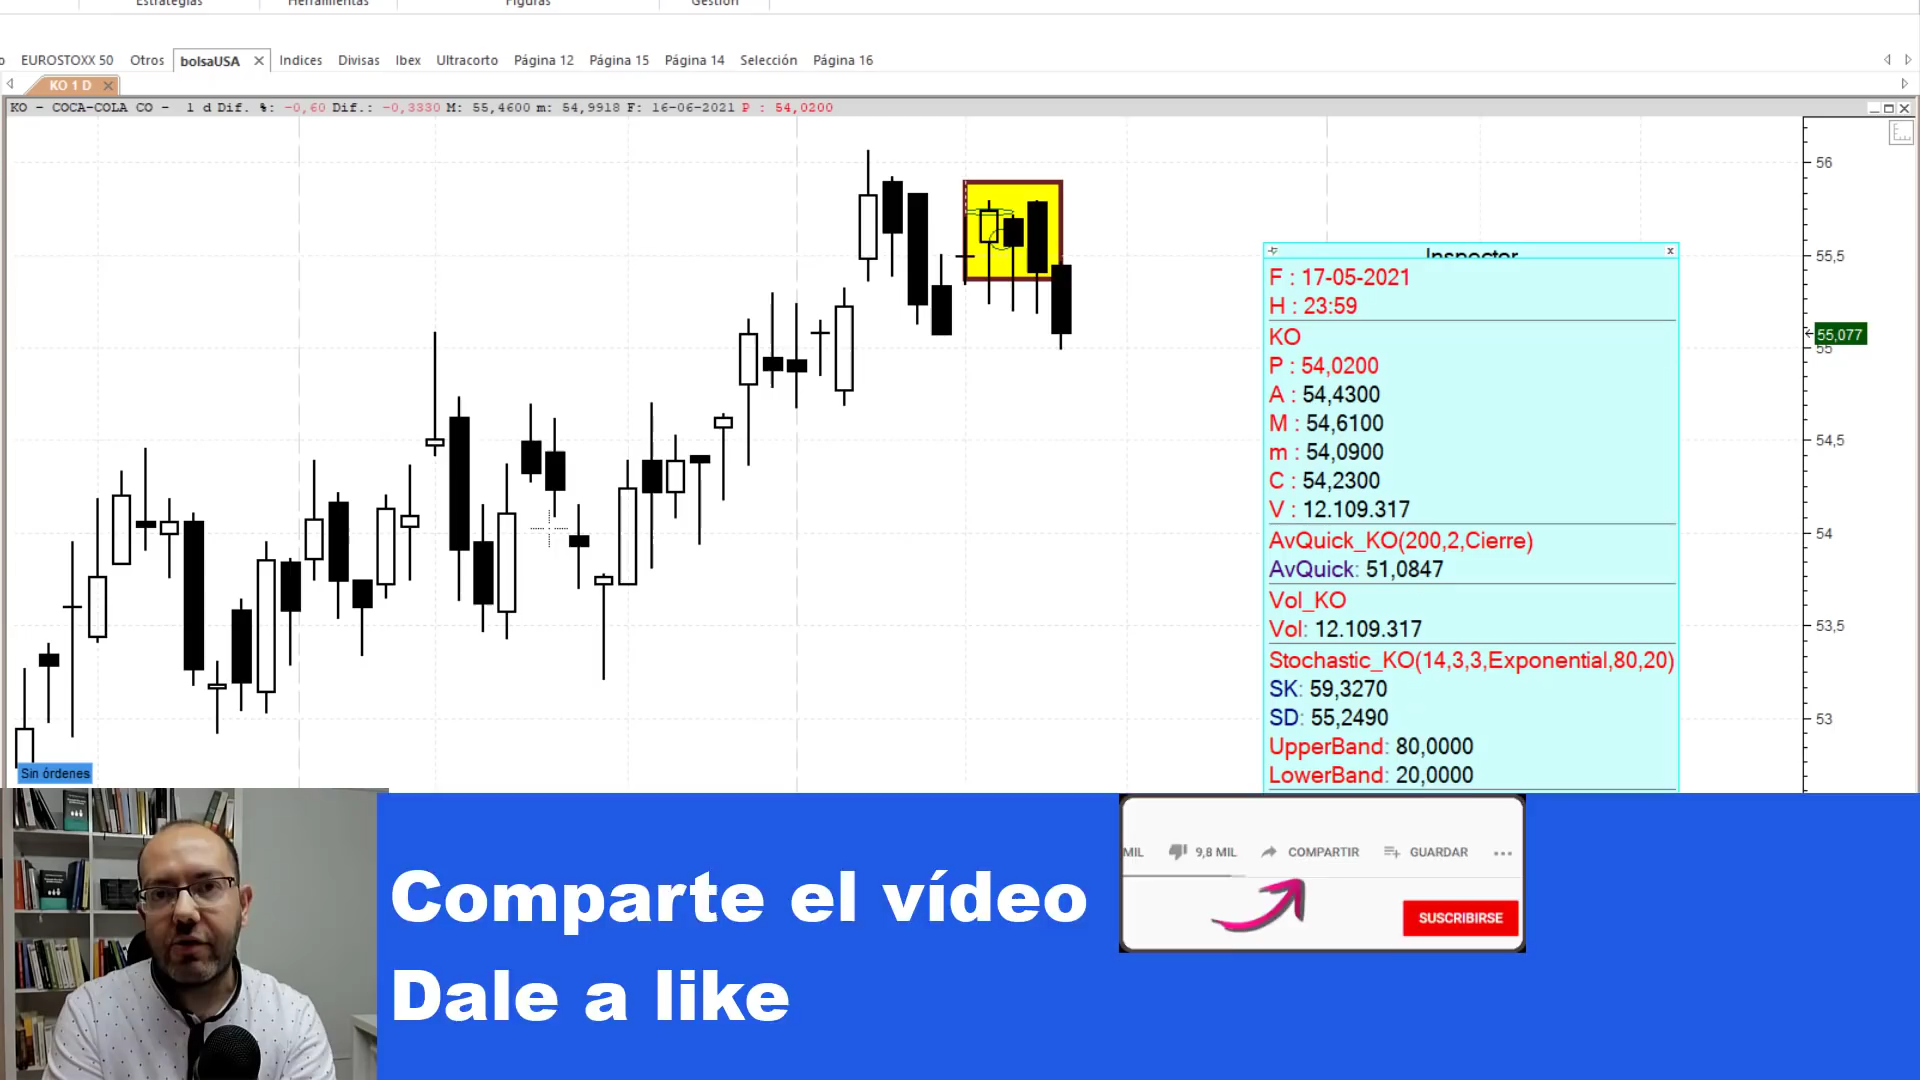 Estrategias Herramientas Figuras Gestión
EUROSTOXX 50 Otros bolsaUSA Indices Divisas Ibex Ultracorto Página 12 Página 15 Página 14 Selección Página 16
KO 1 D
KO - COCA-COLA CO - 1 d Dif. %: -0,60 Dif.: -0,3330 M: 55,4600 m: 54,9918 F: 16-06-2021 P : 54,0200
56
55,5
55,077
55
54,5
54
53,5
53
Inspector
F : 17-05-2021
H : 23:59
KO
P : 54,0200
A : 54,4300
M : 54,6100
m : 54,0900
C : 54,2300
V : 12.109.317
AvQuick_KO(200,2,Cierre)
AvQuick: 51,0847
Vol_KO
Vol: 12.109.317
Stochastic_KO(14,3,3,Exponential,80,20)
SK: 59,3270
SD: 55,2490
UpperBand: 80,0000
LowerBand: 20,0000
Sin órdenes
Comparte el vídeo
Dale a like
MIL 9,8 MIL COMPARTIR GUARDAR
SUSCRIBIRSE